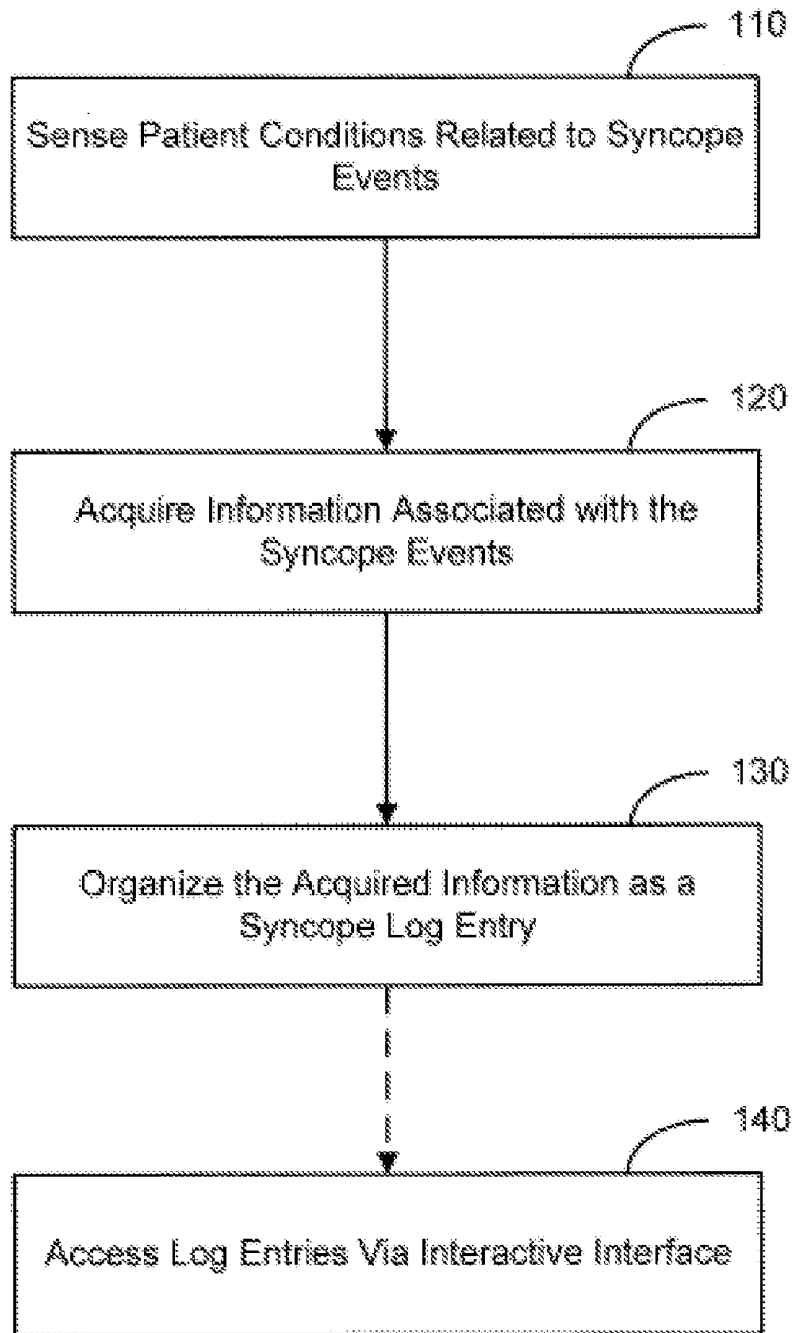 110
Sense Patient Conditions Related to Syncope
Events
120
Acquire Information Associated with the
Syncope Events
130
Organize the Acquired Information as a
Syncope Log Entry
140
Access Log Entries Via Interactive Interface